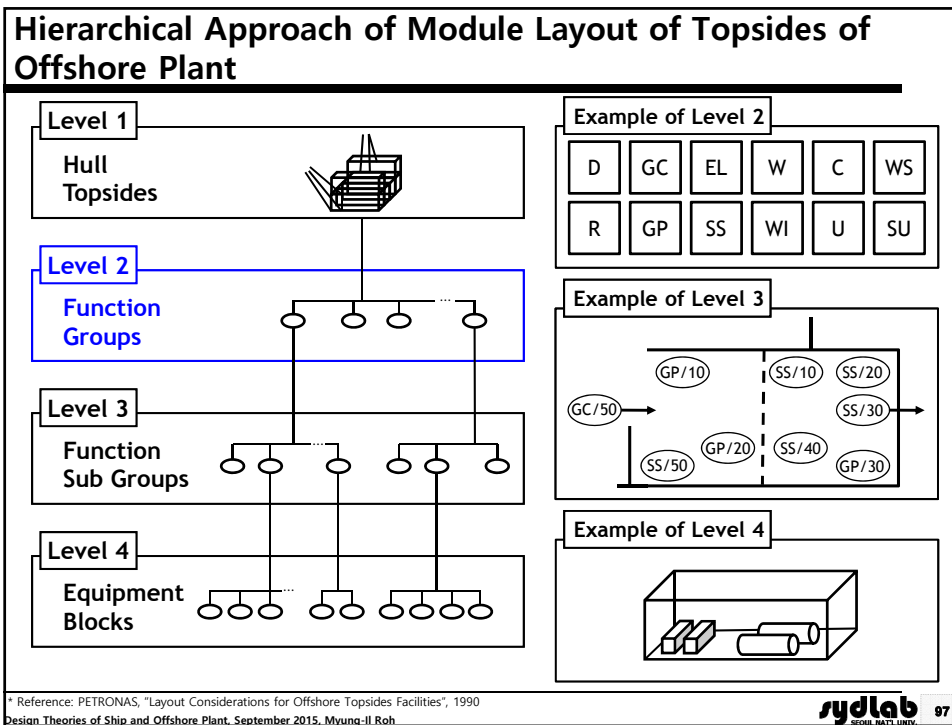 Hierarchical Approach of Module Layout of Topsides of
Offshore Plant
Level 1
Hull
Topsides
Level 2
Function
Groups
...
Level 3
Function
Sub Groups
...
Level 4
Equipment
Blocks
...
Example of Level 2
D GC EL W C WS
R GP SS WI U SU
Example of Level 3
GP/10 SS/10 SS/20
GC/50 SS/30
GP/20 SS/40
SS/50 GP/30
Example of Level 4
* Reference: PETRONAS, "Layout Considerations for Offshore Topsides Facilities", 1990
Design Theories of Ship and Offshore Plant, September 2015, Myung-Il Roh
sydlab
SEOUL NAT'L UNIV.
97